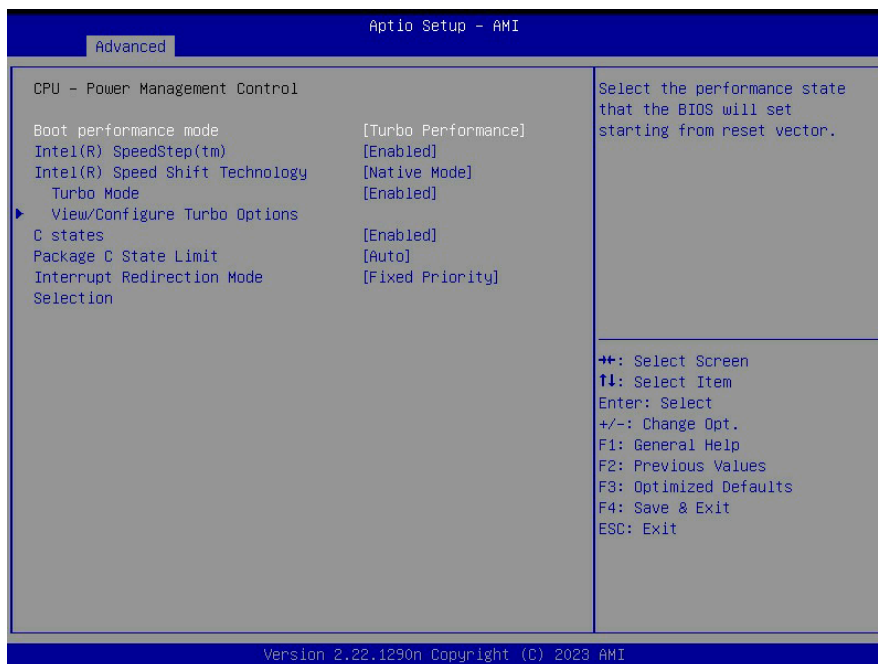 Aptio Setup – AMI
Advanced
CPU – Power Management Control
Boot performance mode [Turbo Performance]
Intel(R) SpeedStep(tm) [Enabled]
Intel(R) Speed Shift Technology [Native Mode]
Turbo Mode [Enabled]
View/Configure Turbo Options
C states [Enabled]
Package C State Limit [Auto]
Interrupt Redirection Mode [Fixed Priority]
Selection
Select the performance state
that the BIOS will set
starting from reset vector.
→←: Select Screen
↑↓: Select Item
Enter: Select
+/-: Change Opt.
F1: General Help
F2: Previous Values
F3: Optimized Defaults
F4: Save & Exit
ESC: Exit
Version 2.22.1290n Copyright (C) 2023 AMI